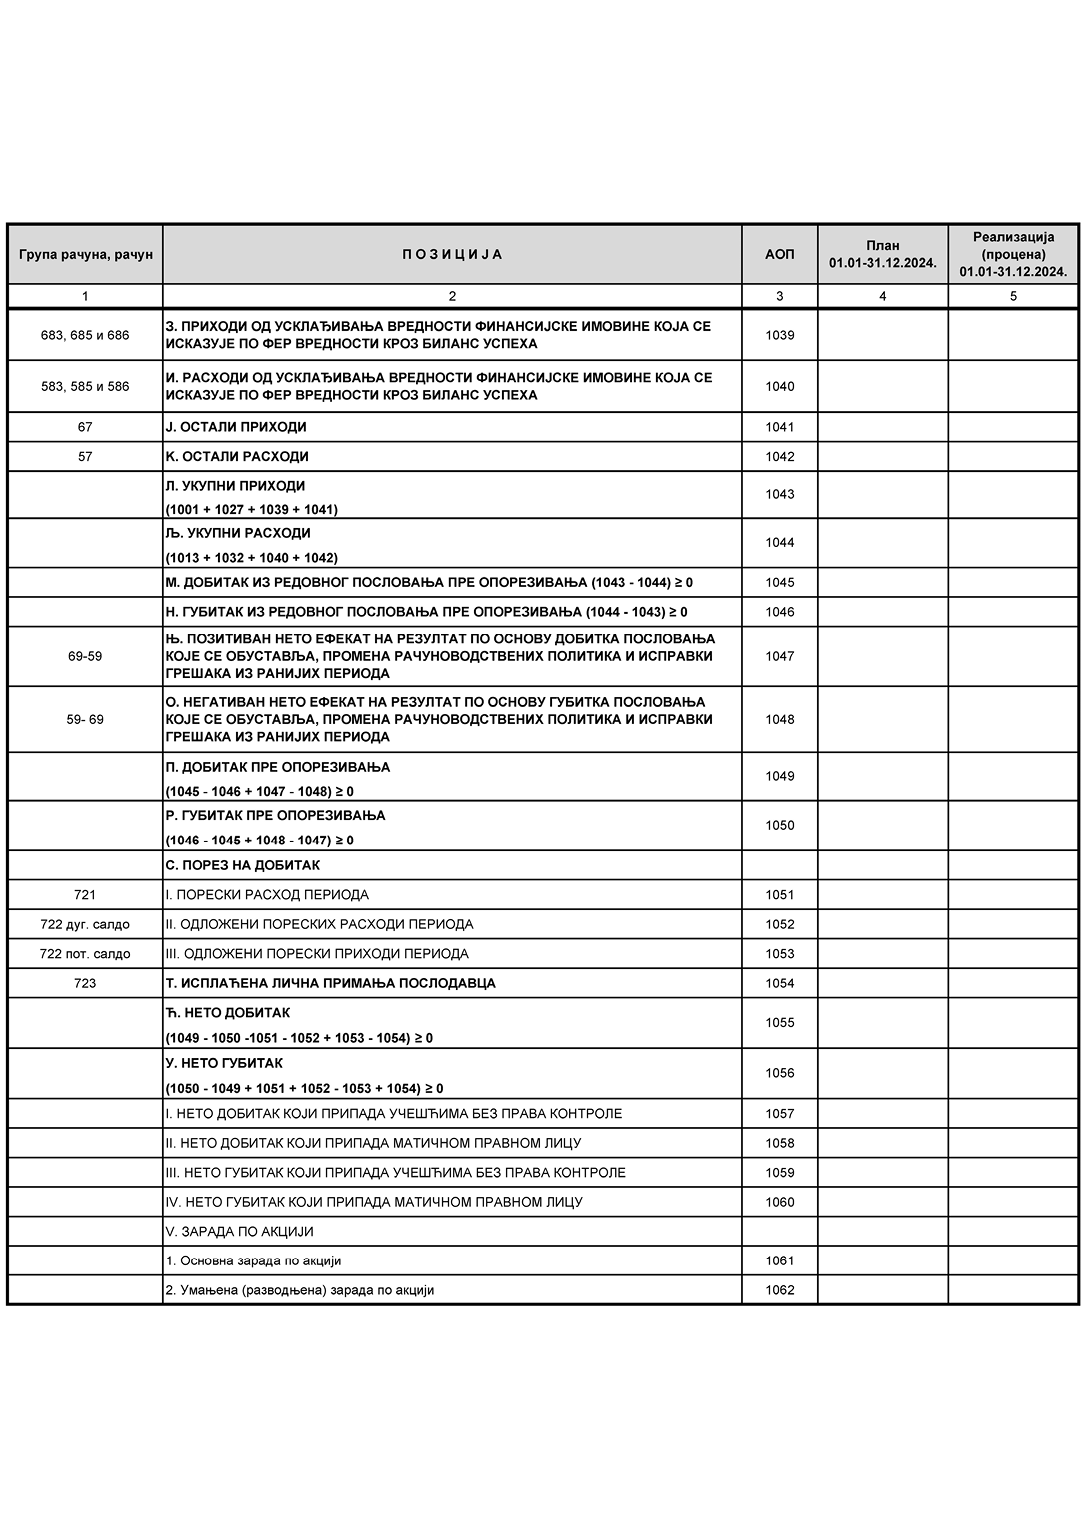 Група рачуна, рачун
П О З И Ц И Ј А
АОП
План
01.01-31.12.2024.
Реализација
(процена)
01.01-31.12.2024.
1
2
3
4
5
683, 685 и 686
З. ПРИХОДИ ОД УСКЛАЂИВАЊА ВРЕДНОСТИ ФИНАНСИЈСКЕ ИМОВИНЕ КОЈА СЕ
ИСКАЗУЈЕ ПО ФЕР ВРЕДНОСТИ КРОЗ БИЛАНС УСПЕХА
1039
583, 585 и 586
И. РАСХОДИ ОД УСКЛАЂИВАЊА ВРЕДНОСТИ ФИНАНСИЈСКЕ ИМОВИНЕ КОЈА СЕ
ИСКАЗУЈЕ ПО ФЕР ВРЕДНОСТИ КРОЗ БИЛАНС УСПЕХА
1040
67
Ј. ОСТАЛИ ПРИХОДИ
1041
57
К. ОСТАЛИ РАСХОДИ
1042
Л. УКУПНИ ПРИХОДИ
(1001 + 1027 + 1039 + 1041)
1043
Љ. УКУПНИ РАСХОДИ
(1013 + 1032 + 1040 + 1042)
1044
М. ДОБИТАК ИЗ РЕДОВНОГ ПОСЛОВАЊА ПРЕ ОПОРЕЗИВАЊА (1043 - 1044) ≥ 0
1045
Н. ГУБИТАК ИЗ РЕДОВНОГ ПОСЛОВАЊА ПРЕ ОПОРЕЗИВАЊА (1044 - 1043) ≥ 0
1046
69-59
Њ. ПОЗИТИВАН НЕТО ЕФЕКАТ НА РЕЗУЛТАТ ПО ОСНОВУ ДОБИТКА ПОСЛОВАЊА
КОЈЕ СЕ ОБУСТАВЉА, ПРОМЕНА РАЧУНОВОДСТВЕНИХ ПОЛИТИКА И ИСПРАВКИ
ГРЕШАКА ИЗ РАНИЈИХ ПЕРИОДА
1047
59- 69
О. НЕГАТИВАН НЕТО ЕФЕКАТ НА РЕЗУЛТАТ ПО ОСНОВУ ГУБИТКА ПОСЛОВАЊА
КОЈЕ СЕ ОБУСТАВЉА, ПРОМЕНА РАЧУНОВОДСТВЕНИХ ПОЛИТИКА И ИСПРАВКИ
ГРЕШАКА ИЗ РАНИЈИХ ПЕРИОДА
1048
П. ДОБИТАК ПРЕ ОПОРЕЗИВАЊА
(1045 - 1046 + 1047 - 1048) ≥ 0
1049
Р. ГУБИТАК ПРЕ ОПОРЕЗИВАЊА
(1046 - 1045 + 1048 - 1047) ≥ 0
1050
С. ПОРЕЗ НА ДОБИТАК
721
I. ПОРЕСКИ РАСХОД ПЕРИОДА
1051
722 дуг. салдо
II. ОДЛОЖЕНИ ПОРЕСКИХ РАСХОДИ ПЕРИОДА
1052
722 пот. салдо
III. ОДЛОЖЕНИ ПОРЕСКИ ПРИХОДИ ПЕРИОДА
1053
723
Т. ИСПЛАЋЕНА ЛИЧНА ПРИМАЊА ПОСЛОДАВЦА
1054
Ћ. НЕТО ДОБИТАК
(1049 - 1050 -1051 - 1052 + 1053 - 1054) ≥ 0
1055
У. НЕТО ГУБИТАК
(1050 - 1049 + 1051 + 1052 - 1053 + 1054) ≥ 0
1056
I. НЕТО ДОБИТАК КОЈИ ПРИПАДА УЧЕШЋИМА БЕЗ ПРАВА КОНТРОЛЕ
1057
II. НЕТО ДОБИТАК КОЈИ ПРИПАДА МАТИЧНОМ ПРАВНОМ ЛИЦУ
1058
III. НЕТО ГУБИТАК КОЈИ ПРИПАДА УЧЕШЋИМА БЕЗ ПРАВА КОНТРОЛЕ
1059
IV. НЕТО ГУБИТАК КОЈИ ПРИПАДА МАТИЧНОМ ПРАВНОМ ЛИЦУ
1060
V. ЗАРАДА ПО АКЦИЈИ
1. Основна зарада по акцији
1061
2. Умањена (разводњена) зарада по акцији
1062